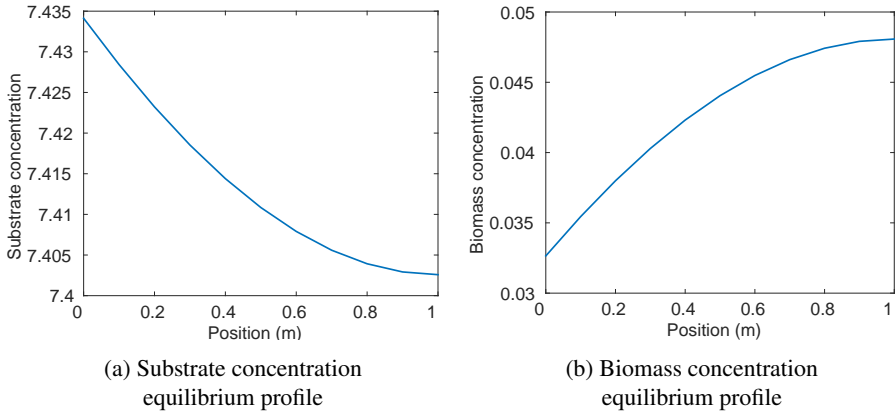 7.435
7.43
7.425
7.42
7.415
7.41
7.405
7.4
Substrate concentration
0 0.2 0.4 0.6 0.8 1
Position (m)
(a) Substrate concentration
equilibrium profile
0.05
0.045
0.04
0.035
0.03
Biomass concentration
0 0.2 0.4 0.6 0.8 1
Position (m)
(b) Biomass concentration
equilibrium profile